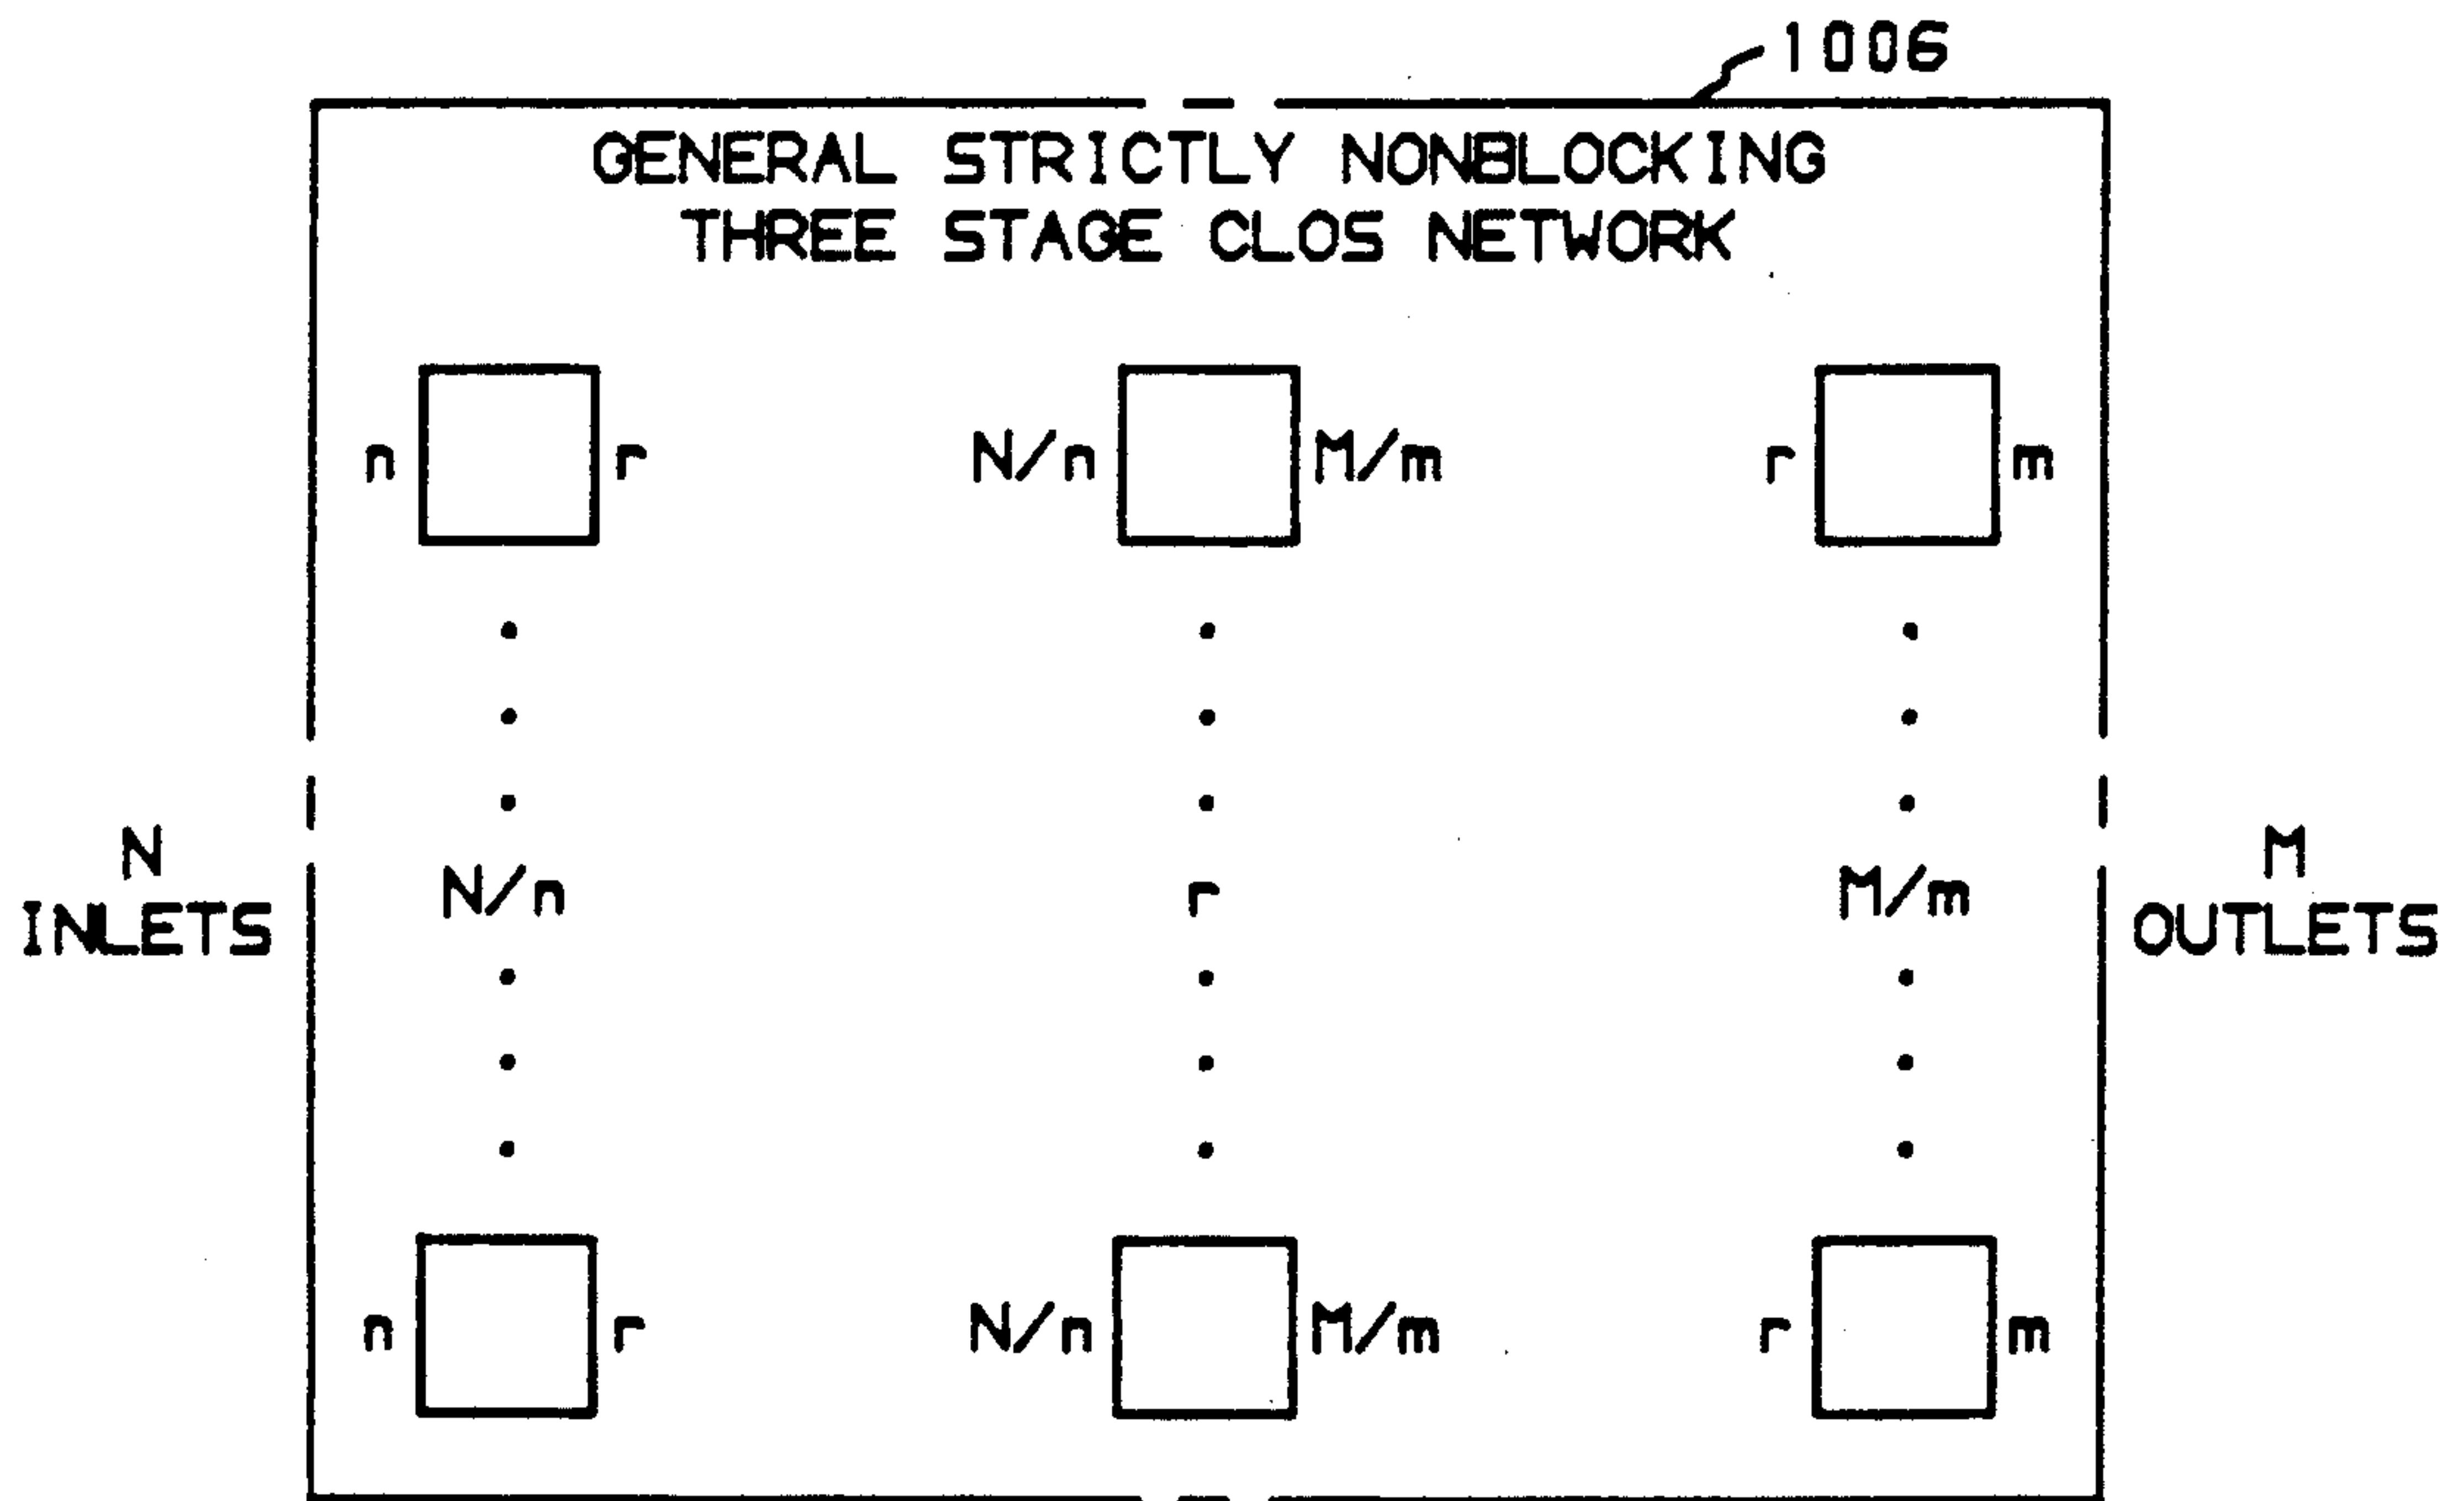 1006
GENERAL STRICTLY NONBLOCKING
THREE STAGE CLOS NETWORK
n r N/n M/m r m
N INLETS
N/n r M/m
M OUTLETS
n r N/n M/m r m